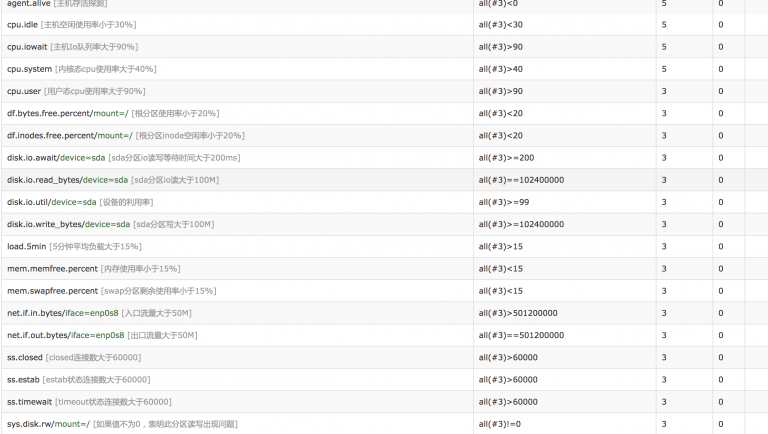 agent.alive [主机存活探测] all(#3)<0 5 0
cpu.idle [主机空闲使用率小于30%] all(#3)<30 5 0
cpu.iowait [主机Io队列率大于90%] all(#3)>90 5 0
cpu.system [内核态cpu使用率大于40%] all(#3)>40 5 0
cpu.user [用户态cpu使用率大于90%] all(#3)>90 3 0
df.bytes.free.percent/mount=/ [根分区使用率小于20%] all(#3)<20 3 0
df.inodes.free.percent/mount=/ [根分区inode空闲率小于20%] all(#3)<20 3 0
disk.io.await/device=sda [sda分区io读写等待时间大于200ms] all(#3)>=200 3 0
disk.io.read_bytes/device=sda [sda分区io读大于100M] all(#3)==102400000 3 0
disk.io.util/device=sda [设备的利用率] all(#3)>=99 3 0
disk.io.write_bytes/device=sda [sda分区写大于100M] all(#3)>=102400000 3 0
load.5min [5分钟平均负载大于15%] all(#3)>15 3 0
mem.memfree.percent [内存使用率小于15%] all(#3)<15 3 0
mem.swapfree.percent [swap分区剩余使用率小于15%] all(#3)<15 3 0
net.if.in.bytes/iface=enp0s8 [入口流量大于50M] all(#3)>501200000 3 0
net.if.out.bytes/iface=enp0s8 [出口流量大于50M] all(#3)==501200000 3 0
ss.closed [closed连接数大于60000] all(#3)>60000 3 0
ss.estab [estab状态连接数大于60000] all(#3)>60000 3 0
ss.timewait [timeout状态连接数大于60000] all(#3)>60000 3 0
sys.disk.rw/mount=/ [如果值不为0，表明此分区读写出现问题] all(#3)!=0 3 0